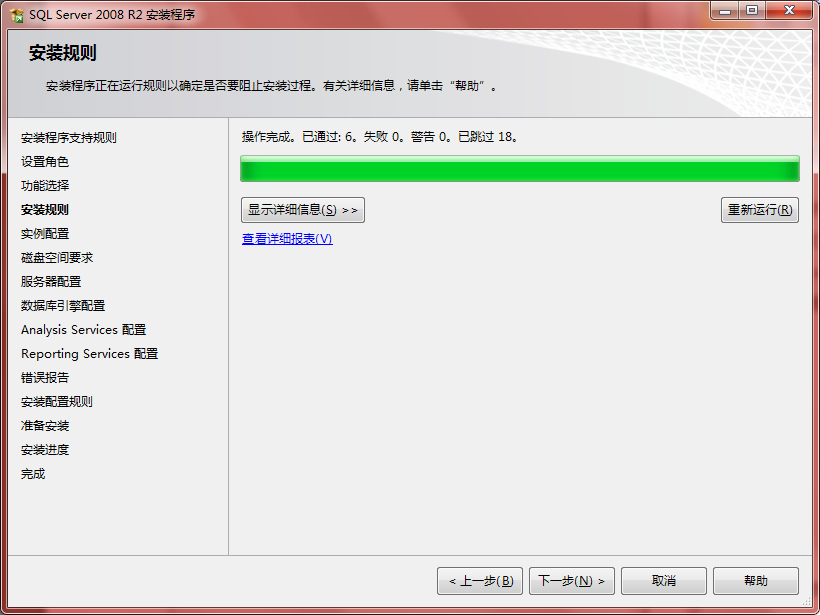 SQL Server 2008 R2 安装程序
安装规则
安装程序正在运行规则以确定是否要阻止安装过程。有关详细信息，请单击“帮助”。
安装程序支持规则
设置角色
功能选择
安装规则
实例配置
磁盘空间要求
服务器配置
数据库引擎配置
Analysis Services 配置
Reporting Services 配置
错误报告
安装配置规则
准备安装
安装进度
完成
操作完成。已通过: 6。失败 0。警告 0。已跳过 18。
显示详细信息(S) >>
重新运行(R)
查看详细报表(V)
< 上一步(B)
下一步(N) >
取消
帮助